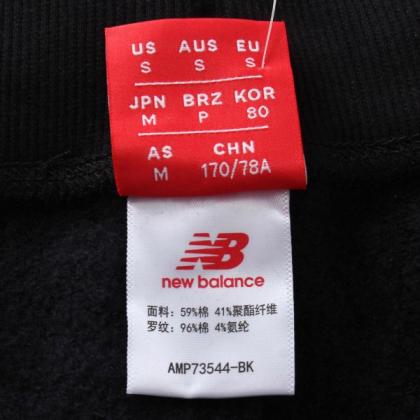 US AUS EU
S S S
JPN BRZ KOR
M P 80
AS CHN
M 170/78A
NB
new balance
面料: 59%棉 41%聚酯纤维
罗纹: 96%棉 4%氨纶
AMP73544-BK